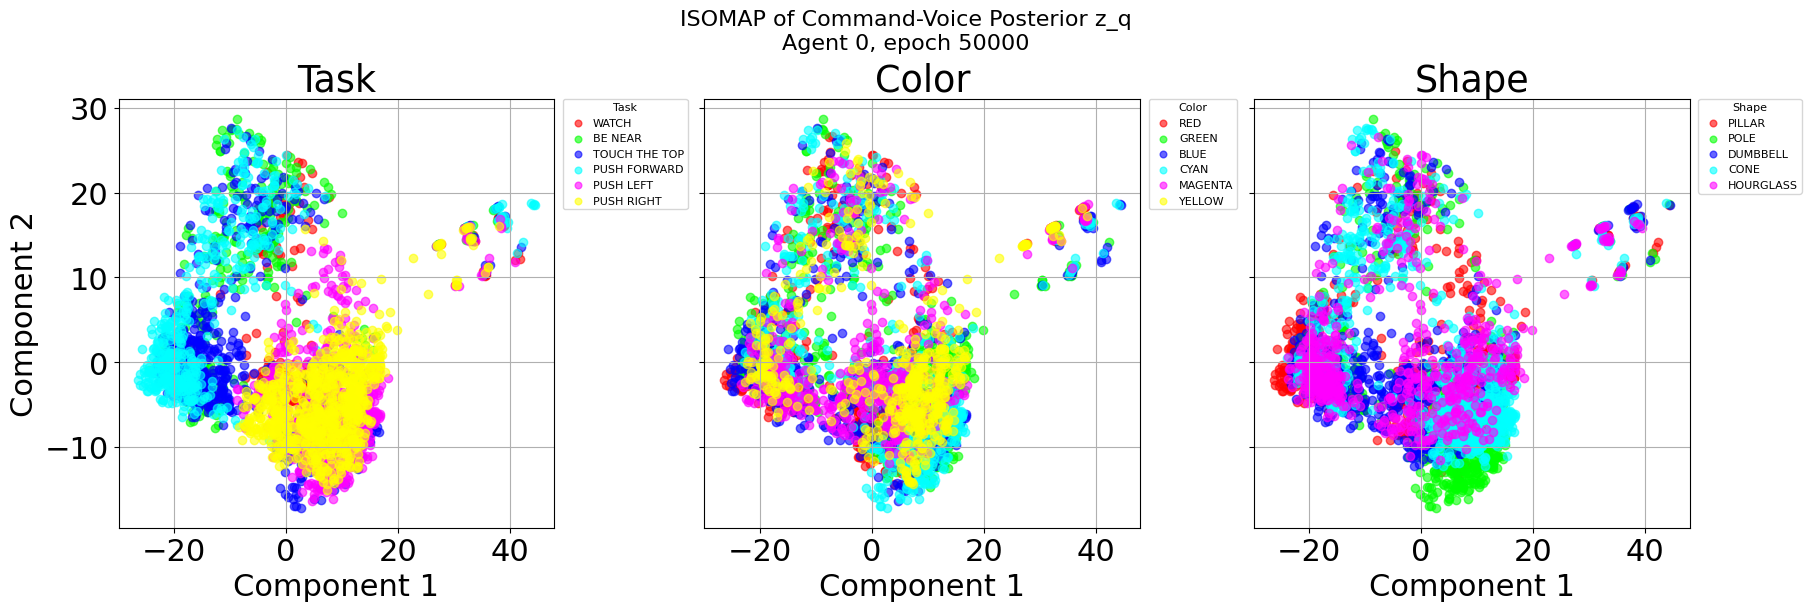 ISOMAP of Command-Voice Posterior z_q
Agent 0, epoch 50000
Task
Color
Shape
Component 2
30
20
10
0
−10
−20
0
20
40
Component 1
Task
WATCH
BE NEAR
TOUCH THE TOP
PUSH FORWARD
PUSH LEFT
PUSH RIGHT
−20
0
20
40
Component 1
Color
RED
GREEN
BLUE
CYAN
MAGENTA
YELLOW
−20
0
20
40
Component 1
Shape
PILLAR
POLE
DUMBBELL
CONE
HOURGLASS